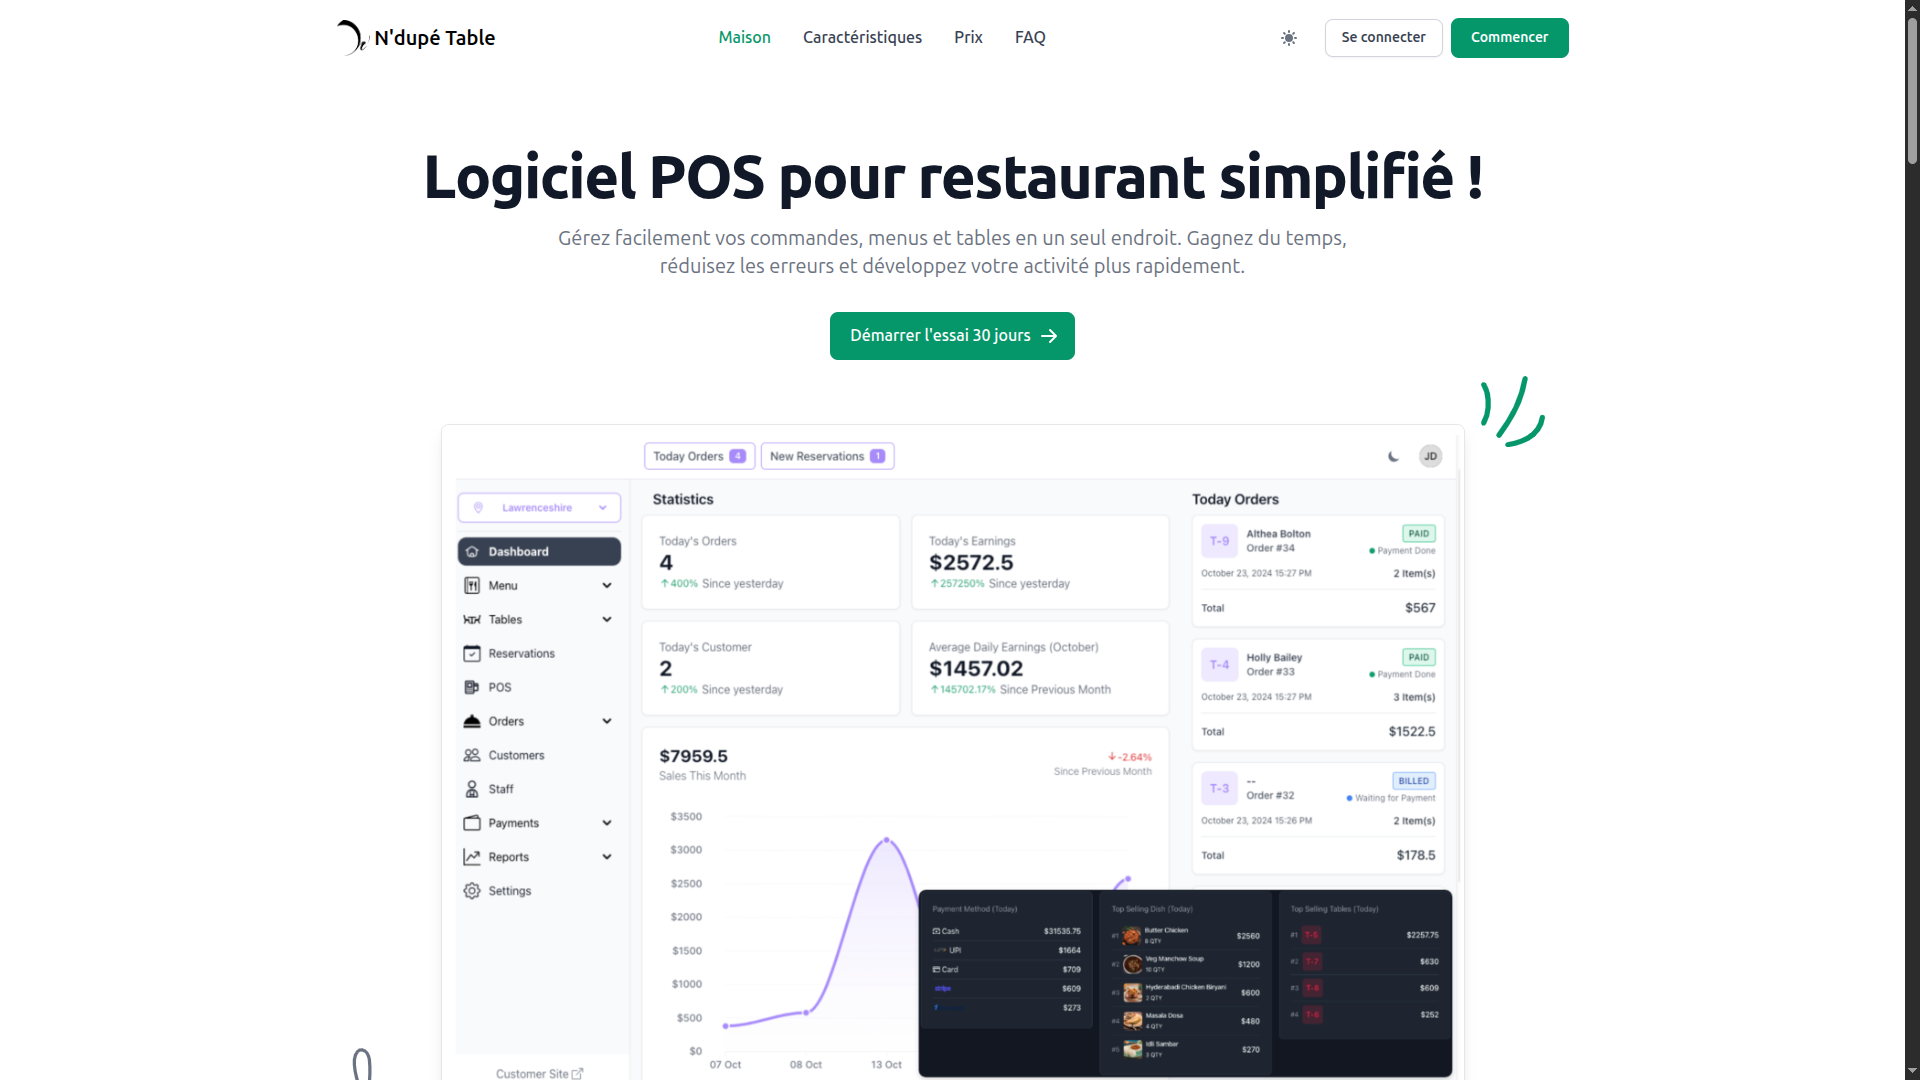 N'dupé Table
Maison
Caractéristiques
Prix
FAQ
Se connecter
Commencer
Logiciel POS pour restaurant simplifié !
Gérez facilement vos commandes, menus et tables en un seul endroit. Gagnez du temps,
réduisez les erreurs et développez votre activité plus rapidement.
Démarrer l'essai 30 jours
Today Orders 4
New Reservations 1
JD
Lawrenceshire
Dashboard
Menu
Tables
Reservations
POS
Orders
Customers
Staff
Payments
Reports
Settings
Customer Site
Statistics
Today's Orders
4
400% Since yesterday
Today's Earnings
$2572.5
257250% Since yesterday
Today's Customer
2
200% Since yesterday
Average Daily Earnings (October)
$1457.02
145702.17% Since Previous Month
$7959.5
Sales This Month
-2.64%
Since Previous Month
$3500
$3000
$2500
$2000
$1500
$1000
$500
$0
07 Oct
08 Oct
13 Oct
Today Orders
T-9
Althea Bolton
Order #34
PAID
Payment Done
October 23, 2024 15:27 PM
2 Item(s)
Total
$567
T-4
Holly Bailey
Order #33
PAID
Payment Done
October 23, 2024 15:27 PM
3 Item(s)
Total
$1522.5
T-3
--
Order #32
BILLED
Waiting for Payment
October 23, 2024 15:26 PM
2 Item(s)
Total
$178.5
Payment Method (Today)
Cash $31535.75
UPI $1664
Card $709
stripe $609
$273
Top Selling Dish (Today)
#1 Butter Chicken
6 QTY
$2560
#2 Veg Manchow Soup
16 QTY
$1200
#3 Hyderabadi Chicken Biryani
2 QTY
$600
#4 Masala Dosa
4 QTY
$480
#5 Idli Sambar
3 QTY
$270
Top Selling Tables (Today)
#1 T-5 $2257.75
#2 T-7 $630
#3 T-8 $609
#4 T-6 $252